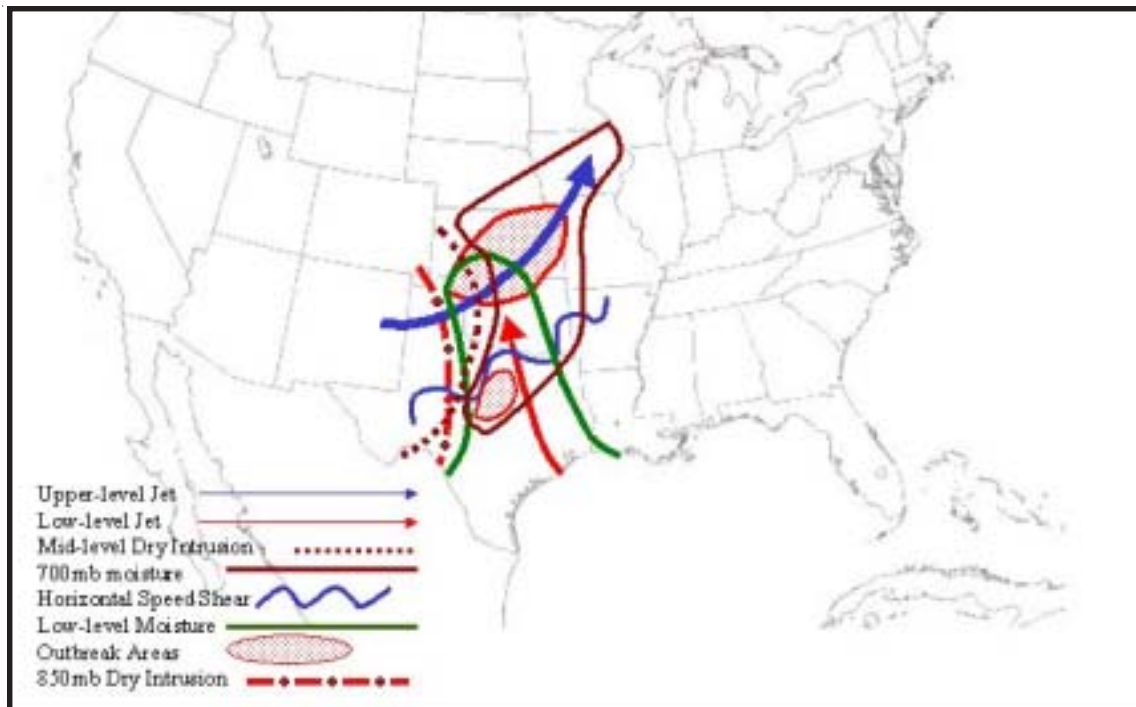 Upper-level Jet
Low-level Jet
Mid-level Dry Intrusion
700mb moisture
Horizontal Speed Shear
Low-level Moisture
Outbreak Areas
850mb Dry Intrusion